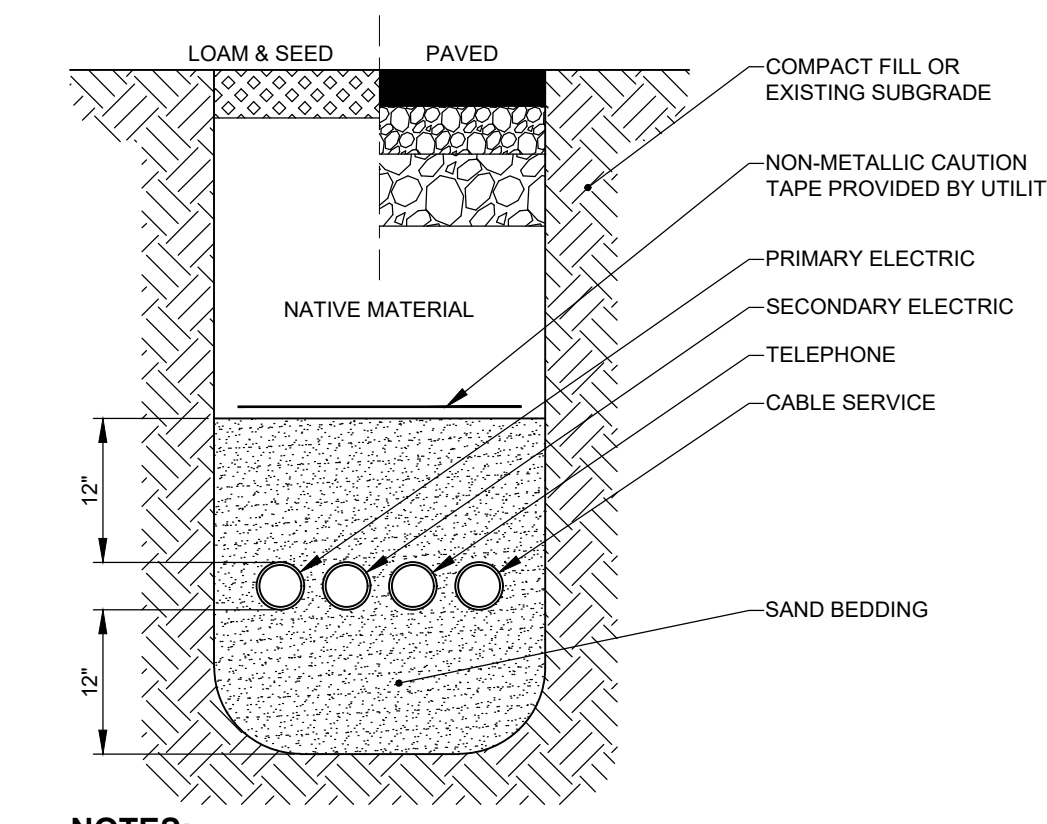 LOAM & SEED
PAVED
COMPACT FILL OR
EXISTING SUBGRADE
NON-METALLIC CAUTION
TAPE PROVIDED BY UTILIT
PRIMARY ELECTRIC
SECONDARY ELECTRIC
TELEPHONE
CABLE SERVICE
NATIVE MATERIAL
12"
12"
SAND BEDDING
NOTES: